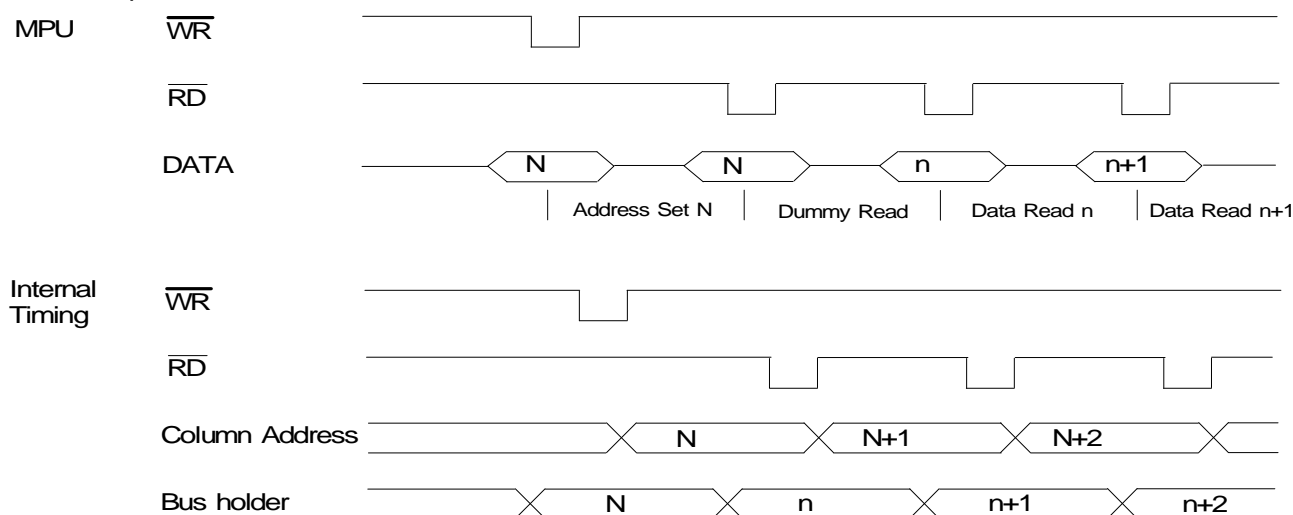 MPU WR
RD
DATA N N n n+1
Address Set N Dummy Read Data Read n Data Read n+1
Internal Timing WR
RD
Column Address N N+1 N+2
Bus holder N n n+1 n+2